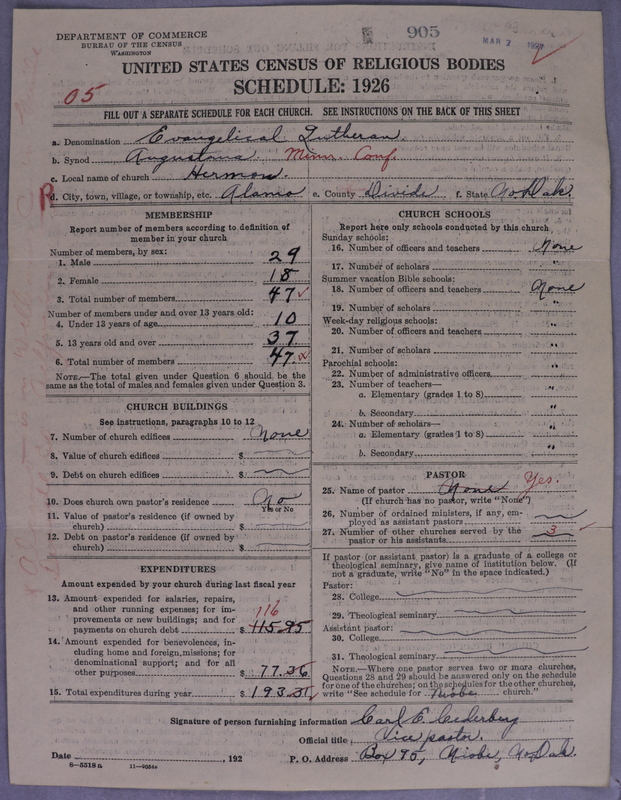 DEPARTMENT OF COMMERCE
BUREAU OF THE CENSUS
WASHINGTON
905
MAR 7
UNITED STATES CENSUS OF RELIGIOUS BODIES
SCHEDULE: 1926
05
FILL OUT A SEPARATE SCHEDULE FOR EACH CHURCH. SEE INSTRUCTIONS ON THE BACK OF THIS SHEET
a. Denomination Evangelical Lutheran.
b. Synod Augustana. Minn. Conf.
c. Local name of church Hermon.
d. City, town, village, or township, etc. Alamo e. County Divide f. State No. Dak.
MEMBERSHIP
Report number of members according to definition of
member in your church
Number of members, by sex:
1. Male 29
2. Female 18
3. Total number of members 47
Number of members under and over 13 years old:
4. Under 13 years of age 10
5. 13 years old and over 37
6. Total number of members 47
NOTE.—The total given under Question 6 should be the
same as the total of males and females given under Question 3.
CHURCH BUILDINGS
See instructions, paragraphs 10 to 12
7. Number of church edifices None
8. Value of church edifices $
9. Debt on church edifices $
10. Does church own pastor's residence No
Yes or No
11. Value of pastor's residence (if owned by
church) $
12. Debt on pastor's residence (if owned by
church) $
EXPENDITURES
Amount expended by your church during last fiscal year
13. Amount expended for salaries, repairs,
and other running expenses; for im-
provements or new buildings; and for
payments on church debt $ 115.95
116
14. Amount expended for benevolences, in-
cluding home and foreign missions; for
denominational support; and for all
other purposes $ 77.36
15. Total expenditures during year $ 193.31
CHURCH SCHOOLS
Report here only schools conducted by this church
Sunday schools:
16. Number of officers and teachers None
17. Number of scholars "
Summer vacation Bible schools:
18. Number of officers and teachers None
19. Number of scholars "
Week-day religious schools:
20. Number of officers and teachers "
21. Number of scholars "
Parochial schools:
22. Number of administrative officers "
23. Number of teachers—
a. Elementary (grades 1 to 8) "
b. Secondary "
24. Number of scholars—
a. Elementary (grades 1 to 8) "
b. Secondary "
PASTOR
25. Name of pastor None Yes.
(If church has no pastor, write "None")
26. Number of ordained ministers, if any, em-
ployed as assistant pastors
27. Number of other churches served by the
pastor or his assistants 3
If pastor (or assistant pastor) is a graduate of a college or
theological seminary, give name of institution below. (If
not a graduate, write "No" in the space indicated.)
Pastor:
28. College
29. Theological seminary
Assistant pastor:
30. College
31. Theological seminary
NOTE.—Where one pastor serves two or more churches,
Questions 28 and 29 should be answered only on the schedule
for one of the churches; on the schedules for the other churches,
write "See schedule for Niobe church."
Signature of person furnishing information Carl E. Cederberg
Official title Vice pastor.
Date , 192 P. O. Address Box 95, Niobe, No. Dak.
8—5518a 11—9554a